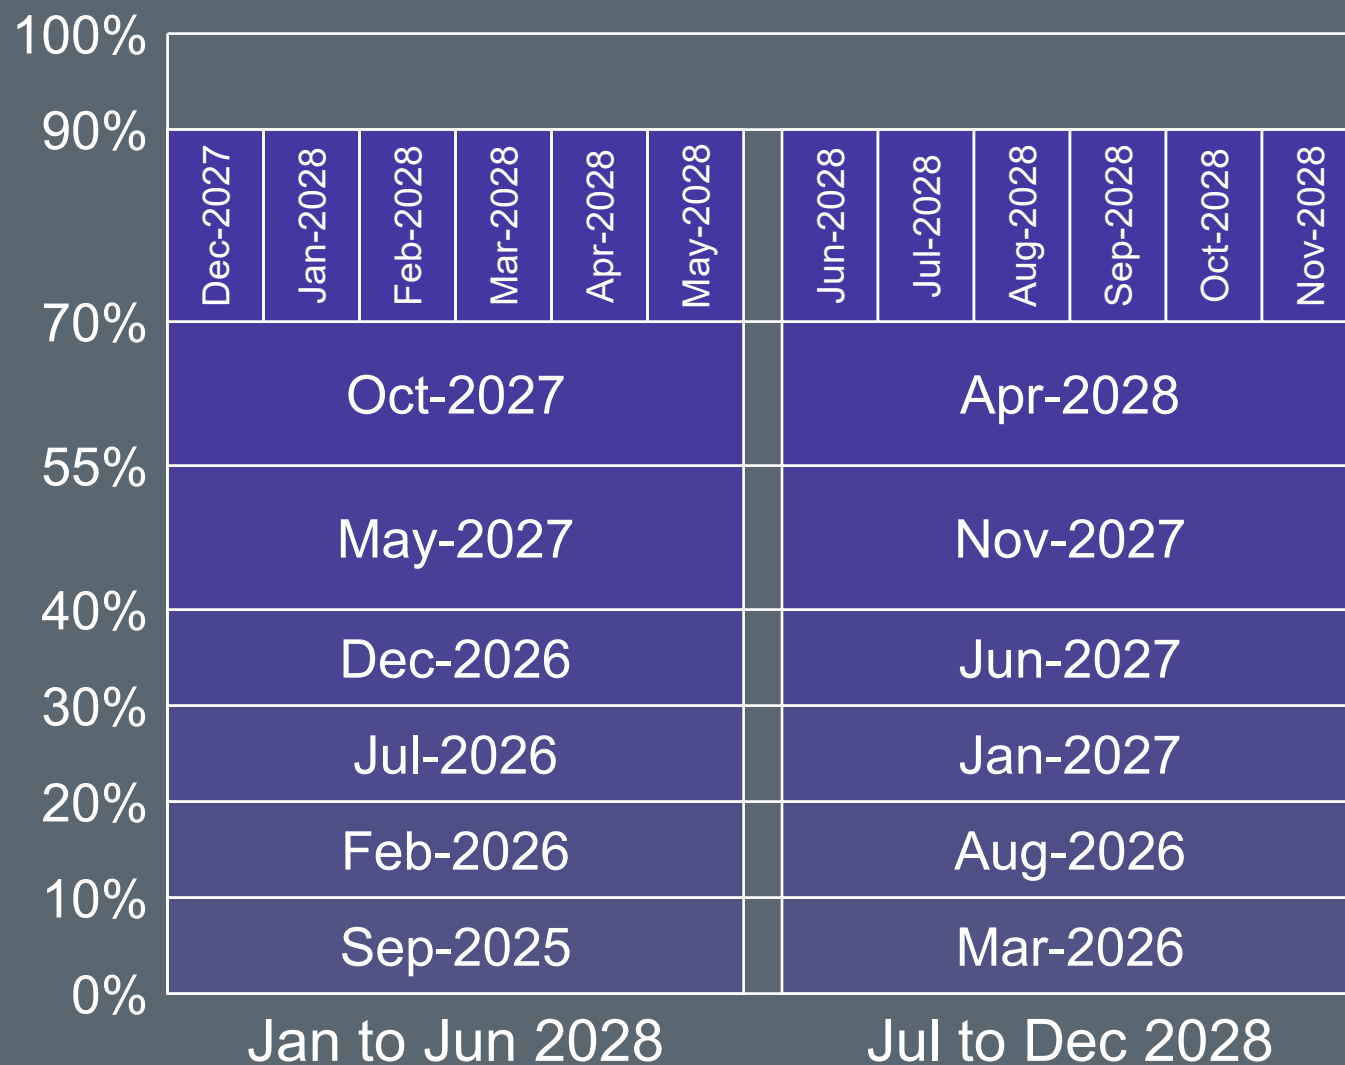 100%
90%
Dec-2027 Jan-2028 Feb-2028 Mar-2028 Apr-2028 May-2028 Jun-2028 Jul-2028 Aug-2028 Sep-2028 Oct-2028 Nov-2028
70%
Oct-2027 Apr-2028
55%
May-2027 Nov-2027
40%
Dec-2026 Jun-2027
30%
Jul-2026 Jan-2027
20%
Feb-2026 Aug-2026
10%
Sep-2025 Mar-2026
0%
Jan to Jun 2028 Jul to Dec 2028